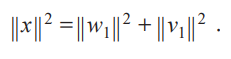 ‖x‖² = ‖w₁‖² + ‖v₁‖² .